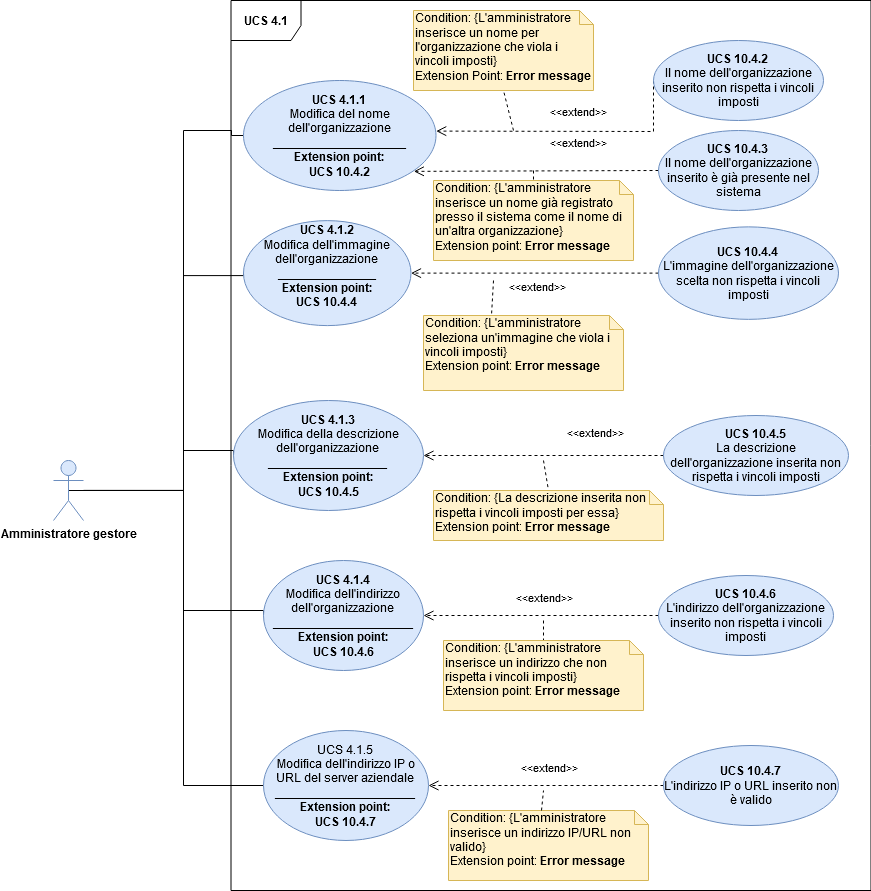 UCS 4.1
Condition: {L'amministratore
inserisce un nome per
l'organizzazione che viola i
vincoli imposti}
Extension Point: Error message
UCS 10.4.2
Il nome dell'organizzazione
inserito non rispetta i vincoli
imposti
UCS 4.1.1
Modifica del nome
dell'organizzazione
Extension point:
UCS 10.4.2
<<extend>>
<<extend>>
UCS 10.4.3
Il nome dell'organizzazione
inserito è già presente nel
sistema
Condition: {L'amministratore
inserisce un nome già registrato
presso il sistema come il nome di
un'altra organizzazione}
Extension point: Error message
UCS 4.1.2
Modifica dell'immagine
dell'organizzazione
Extension point:
UCS 10.4.4
<<extend>>
UCS 10.4.4
L'immagine dell'organizzazione
scelta non rispetta i vincoli
imposti
Condition: {L'amministratore
seleziona un'immagine che viola i
vincoli imposti}
Extension point: Error message
UCS 4.1.3
Modifica della descrizione
dell'organizzazione
Extension point:
UCS 10.4.5
<<extend>>
UCS 10.4.5
La descrizione
dell'organizzazione inserita non
rispetta i vincoli imposti
Condition: {La descrizione inserita non
rispetta i vincoli imposti per essa}
Extension point: Error message
Amministratore gestore
UCS 4.1.4
Modifica dell'indirizzo
dell'organizzazione
Extension point:
UCS 10.4.6
<<extend>>
UCS 10.4.6
L'indirizzo dell'organizzazione
inserito non rispetta i vincoli
imposti
Condition: {L'amministratore
inserisce un indirizzo che non
rispetta i vincoli imposti}
Extension point: Error message
UCS 4.1.5
Modifica dell'indirizzo IP o
URL del server aziendale
Extension point:
UCS 10.4.7
<<extend>>
UCS 10.4.7
L'indirizzo IP o URL inserito non
è valido
Condition: {L'amministratore
inserisce un indirizzo IP/URL non
valido}
Extension point: Error message